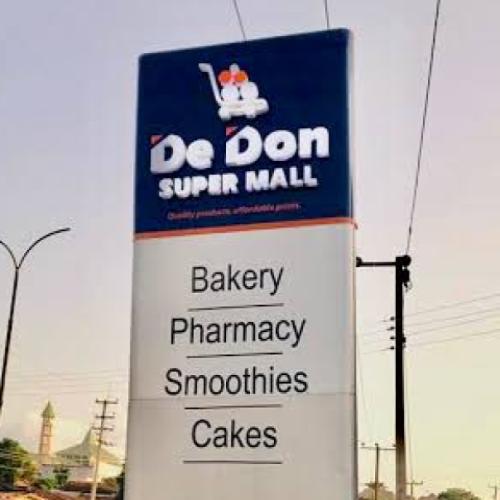 De Don
SUPER MALL
Quality products, affordable prices.
Bakery
Pharmacy
Smoothies
Cakes